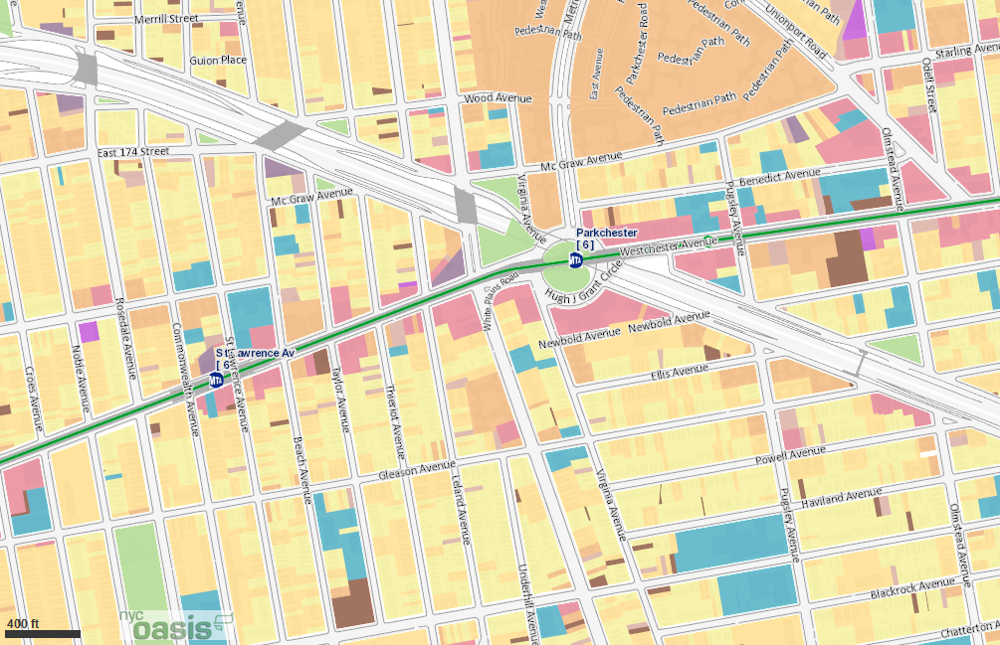 Merrill Street
Guion Place
Wood Avenue
East 174 Street
Mc Graw Avenue
Mc Graw Avenue
Pedestrian Path
East Avenue
Parkchester Road
Pedestrian Path
Pedestrian Path
Pedestrian Path
Pedestrian Path
Pedestrian Path
Unionport Road
Starling Aven
Odell Street
Olmstead Avenue
Benedict Avenue
Pugsley Avenue
Virginia Avenue
Parkchester
[ 6 ]
MTA
Westchester Avenue
Hugh J Grant Circle
White Plains Road
Newbold Avenue
Newbold Avenue
Ellis Avenue
St Lawrence Av
[ 6
MTA
Croes Avenue
Noble Avenue
Rosedale Avenue
Commonwealth Avenue
St Lawrence Avenue
Beach Avenue
Taylor Avenue
Thieriot Avenue
Gleason Avenue
Leland Avenue
Underhill Avenue
Virginia Avenue
Powell Avenue
Haviland Avenue
Pugsley Avenue
Olmstead Avenue
Blackrock Avenue
Chatterton A
400 ft
nyc
oasis